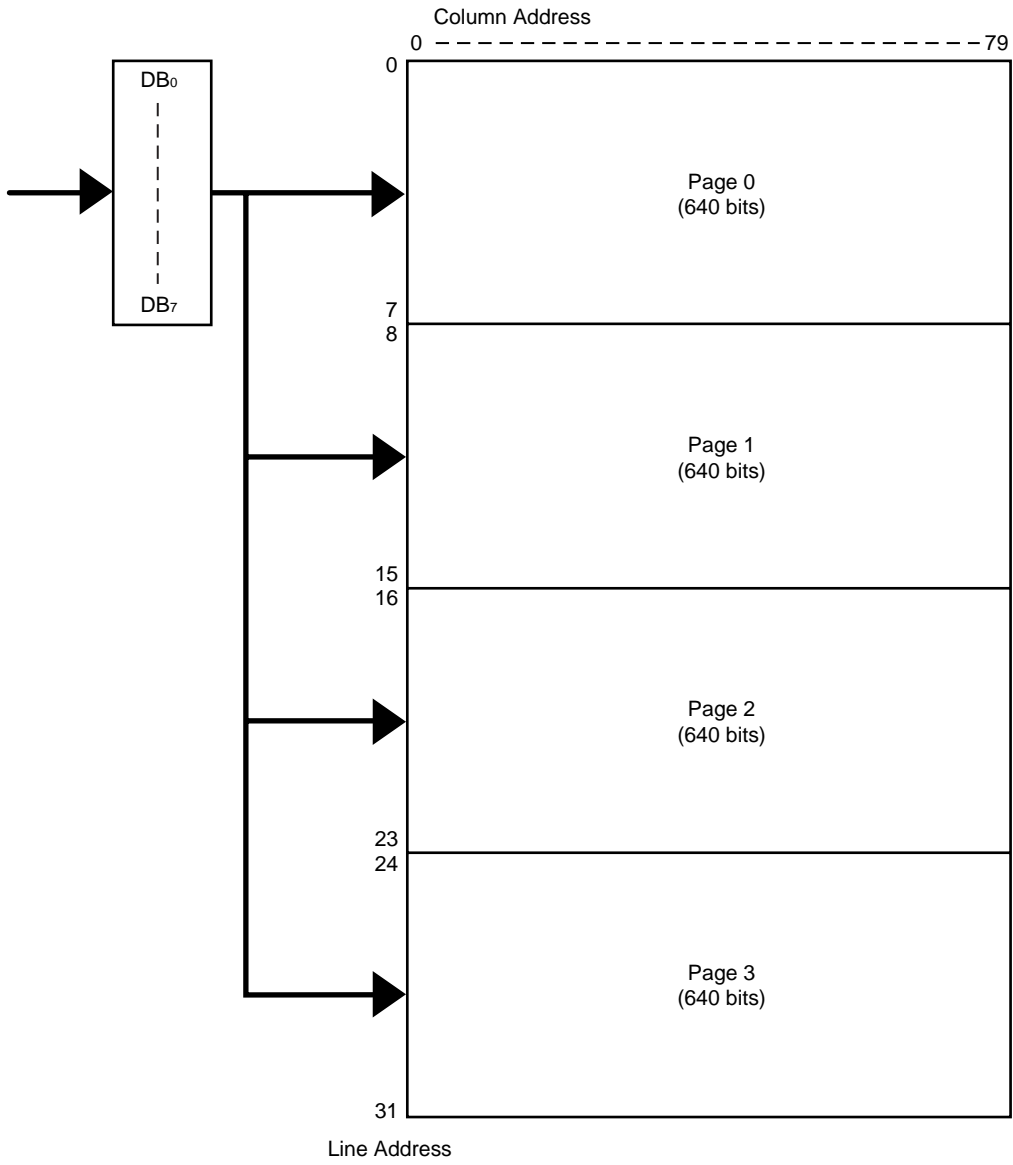 Column Address
0 79
0
DB0
DB7
Page 0
(640 bits)
7
8
Page 1
(640 bits)
15
16
Page 2
(640 bits)
23
24
Page 3
(640 bits)
31
Line Address